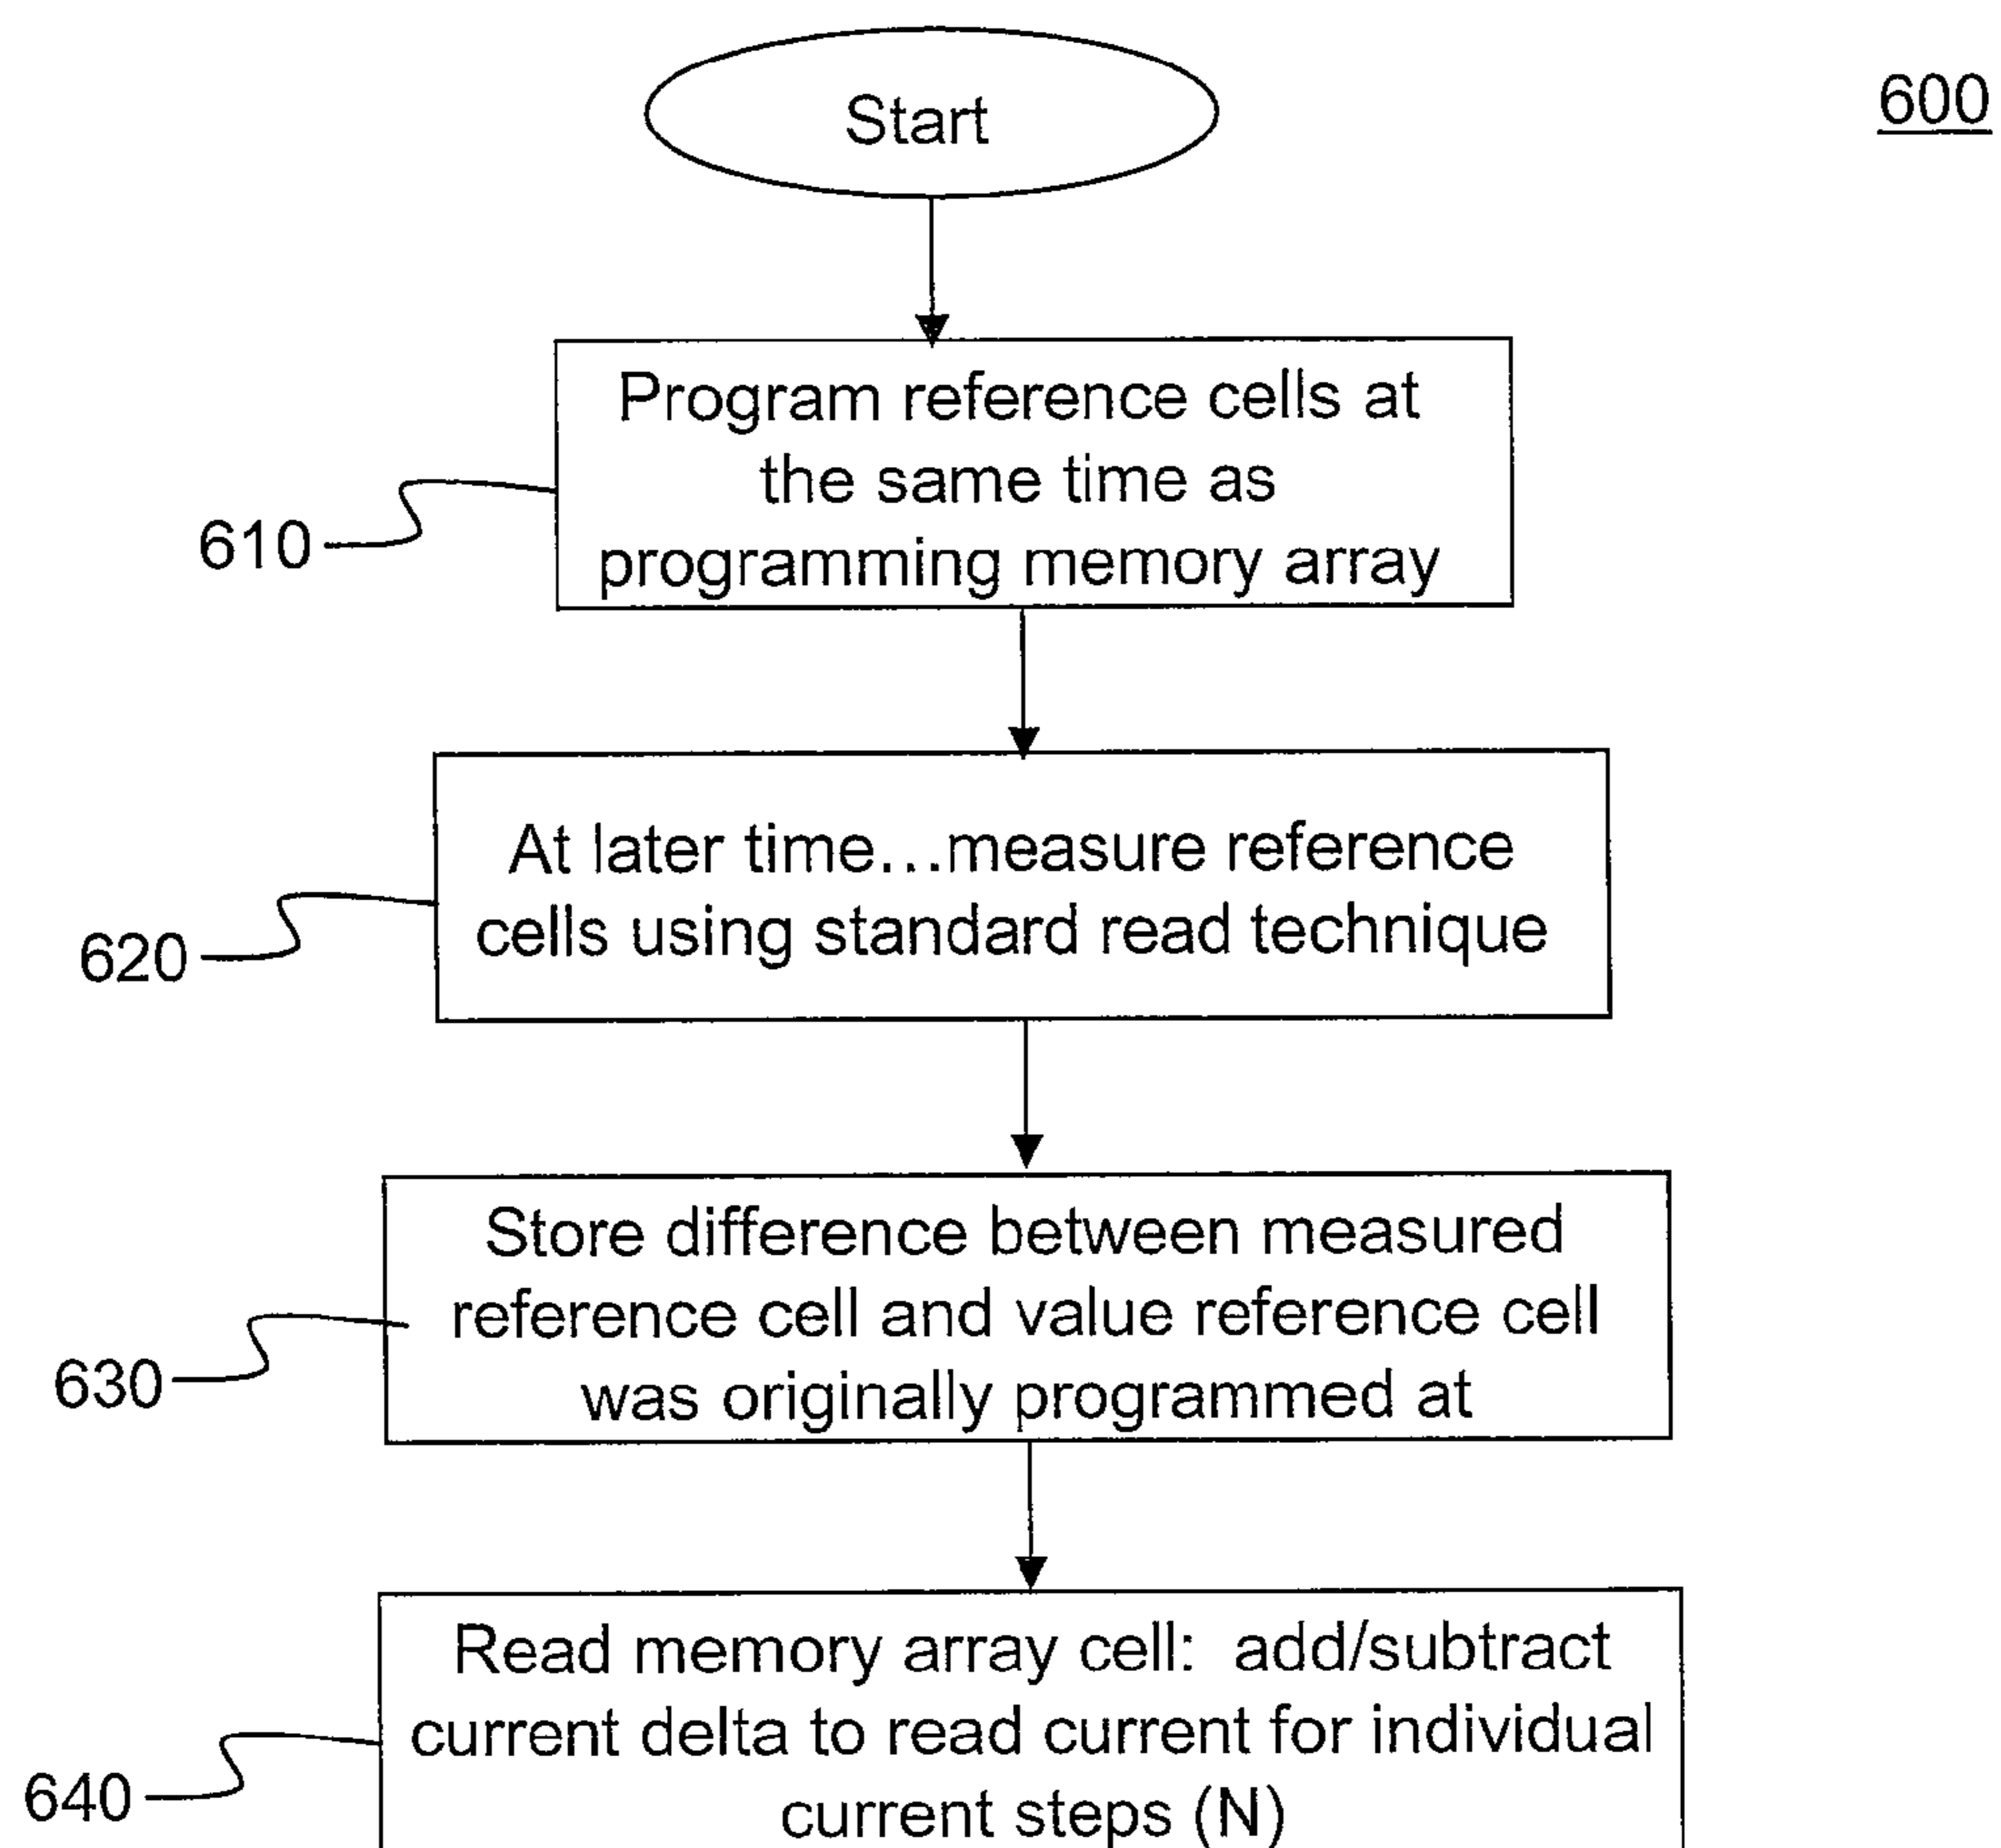 Start
600
Program reference cells at
the same time as
programming memory array
610
At later time...measure reference
cells using standard read technique
620
Store difference between measured
reference cell and value reference cell
was originally programmed at
630
Read memory array cell:  add/subtract
current delta to read current for individual
current steps (N)
640